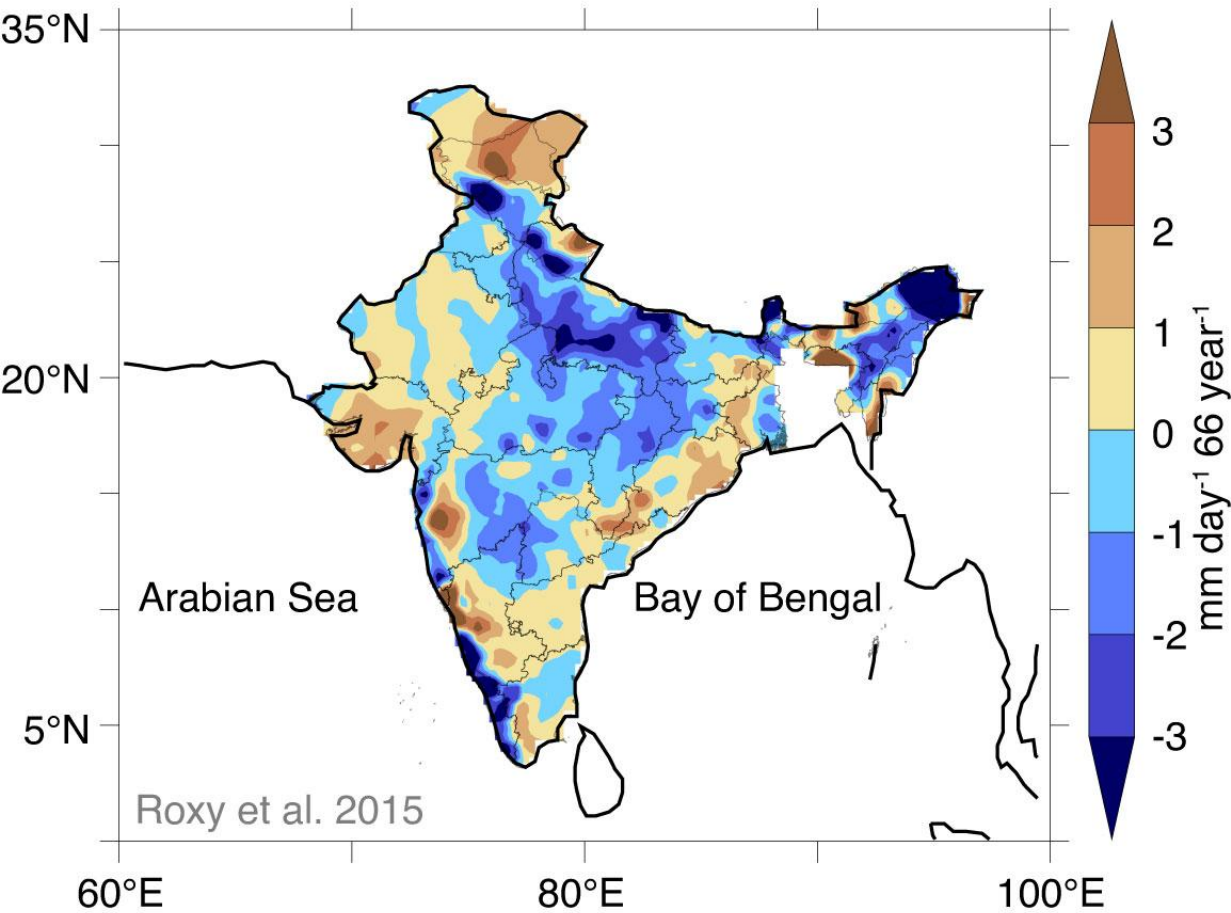 35°N
20°N
5°N
60°E
80°E
100°E
Arabian Sea
Bay of Bengal
Roxy et al. 2015
3
2
1
0
-1
-2
-3
mm day⁻¹ 66 year⁻¹